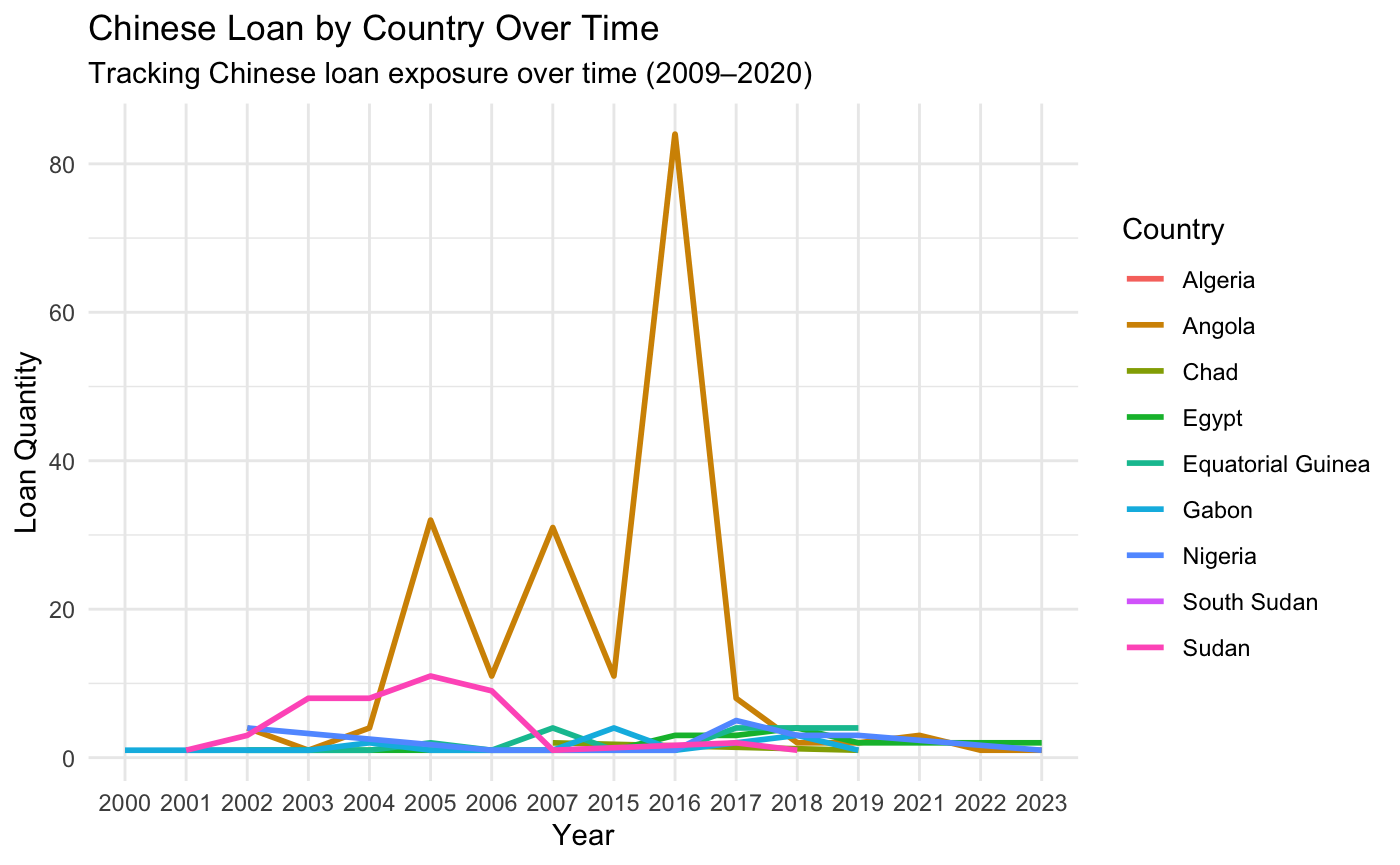 Chinese Loan by Country Over Time
Tracking Chinese loan exposure over time (2009–2020)
80
60
40
20
0
Loan Quantity
2000 2001 2002 2003 2004 2005 2006 2007 2015 2016 2017 2018 2019 2021 2022 2023
Year
Country
Algeria
Angola
Chad
Egypt
Equatorial Guinea
Gabon
Nigeria
South Sudan
Sudan